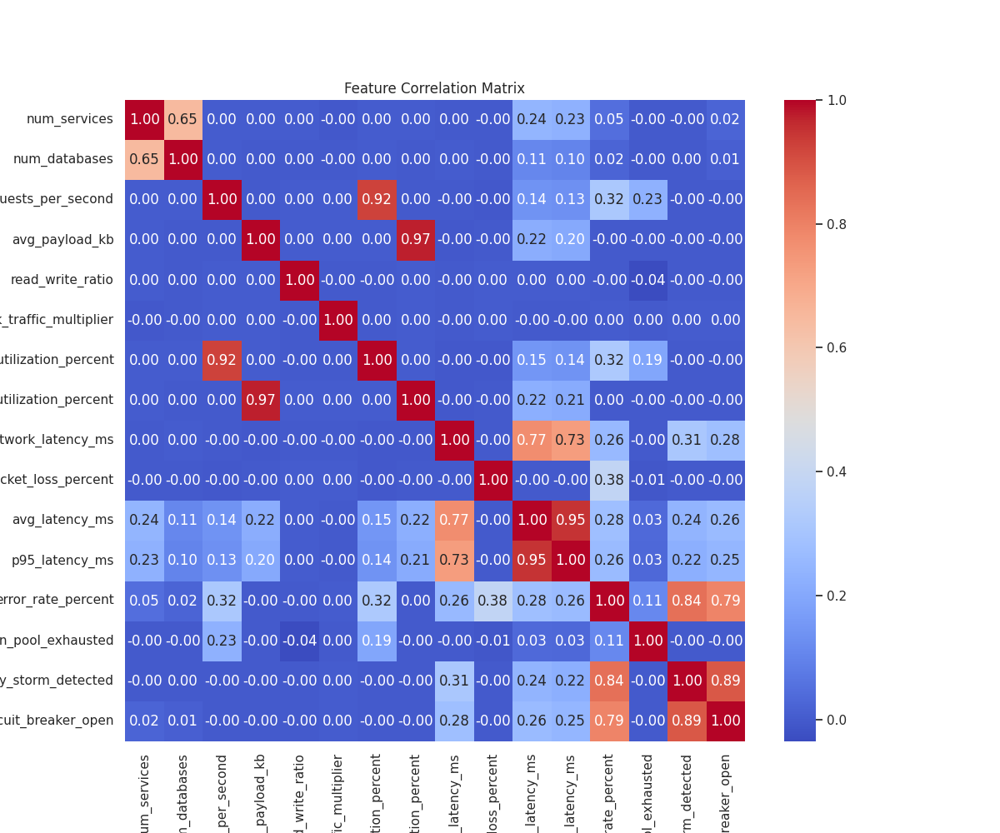 Feature Correlation Matrix
num_services 1.00 0.65 0.00 0.00 0.00 -0.00 0.00 0.00 0.00 -0.00 0.24 0.23 0.05 -0.00 -0.00 0.02
num_databases 0.65 1.00 0.00 0.00 0.00 -0.00 0.00 0.00 0.00 -0.00 0.11 0.10 0.02 -0.00 0.00 0.01
uests_per_second 0.00 0.00 1.00 0.00 0.00 0.00 0.92 0.00 -0.00 -0.00 0.14 0.13 0.32 0.23 -0.00 -0.00
avg_payload_kb 0.00 0.00 0.00 1.00 0.00 0.00 0.00 0.97 -0.00 -0.00 0.22 0.20 -0.00 -0.00 -0.00 -0.00
read_write_ratio 0.00 0.00 0.00 0.00 1.00 -0.00 -0.00 0.00 -0.00 0.00 0.00 0.00 -0.00 -0.04 -0.00 -0.00
k_traffic_multiplier -0.00 -0.00 0.00 0.00 -0.00 1.00 0.00 0.00 -0.00 0.00 -0.00 -0.00 0.00 0.00 0.00 0.00
utilization_percent 0.00 0.00 0.92 0.00 -0.00 0.00 1.00 0.00 -0.00 -0.00 0.15 0.14 0.32 0.19 -0.00 -0.00
utilization_percent 0.00 0.00 0.00 0.97 0.00 0.00 0.00 1.00 -0.00 -0.00 0.22 0.21 0.00 -0.00 -0.00 -0.00
twork_latency_ms 0.00 0.00 -0.00 -0.00 -0.00 -0.00 -0.00 -0.00 1.00 -0.00 0.77 0.73 0.26 -0.00 0.31 0.28
cket_loss_percent -0.00 -0.00 -0.00 -0.00 0.00 0.00 -0.00 -0.00 -0.00 1.00 -0.00 -0.00 0.38 -0.01 -0.00 -0.00
avg_latency_ms 0.24 0.11 0.14 0.22 0.00 -0.00 0.15 0.22 0.77 -0.00 1.00 0.95 0.28 0.03 0.24 0.26
p95_latency_ms 0.23 0.10 0.13 0.20 0.00 -0.00 0.14 0.21 0.73 -0.00 0.95 1.00 0.26 0.03 0.22 0.25
error_rate_percent 0.05 0.02 0.32 -0.00 -0.00 0.00 0.32 0.00 0.26 0.38 0.28 0.26 1.00 0.11 0.84 0.79
n_pool_exhausted -0.00 -0.00 0.23 -0.00 -0.04 0.00 0.19 -0.00 -0.00 -0.01 0.03 0.03 0.11 1.00 -0.00 -0.00
y_storm_detected -0.00 0.00 -0.00 -0.00 -0.00 0.00 -0.00 -0.00 0.31 -0.00 0.24 0.22 0.84 -0.00 1.00 0.89
cuit_breaker_open 0.02 0.01 -0.00 -0.00 -0.00 0.00 -0.00 -0.00 0.28 -0.00 0.26 0.25 0.79 -0.00 0.89 1.00
um_services
n_databases
_per_second
_payload_kb
d_write_ratio
fic_multiplier
tion_percent
tion_percent
_latency_ms
loss_percent
_latency_ms
_latency_ms
rate_percent
ol_exhausted
rm_detected
reaker_open
1.0
0.8
0.6
0.4
0.2
0.0